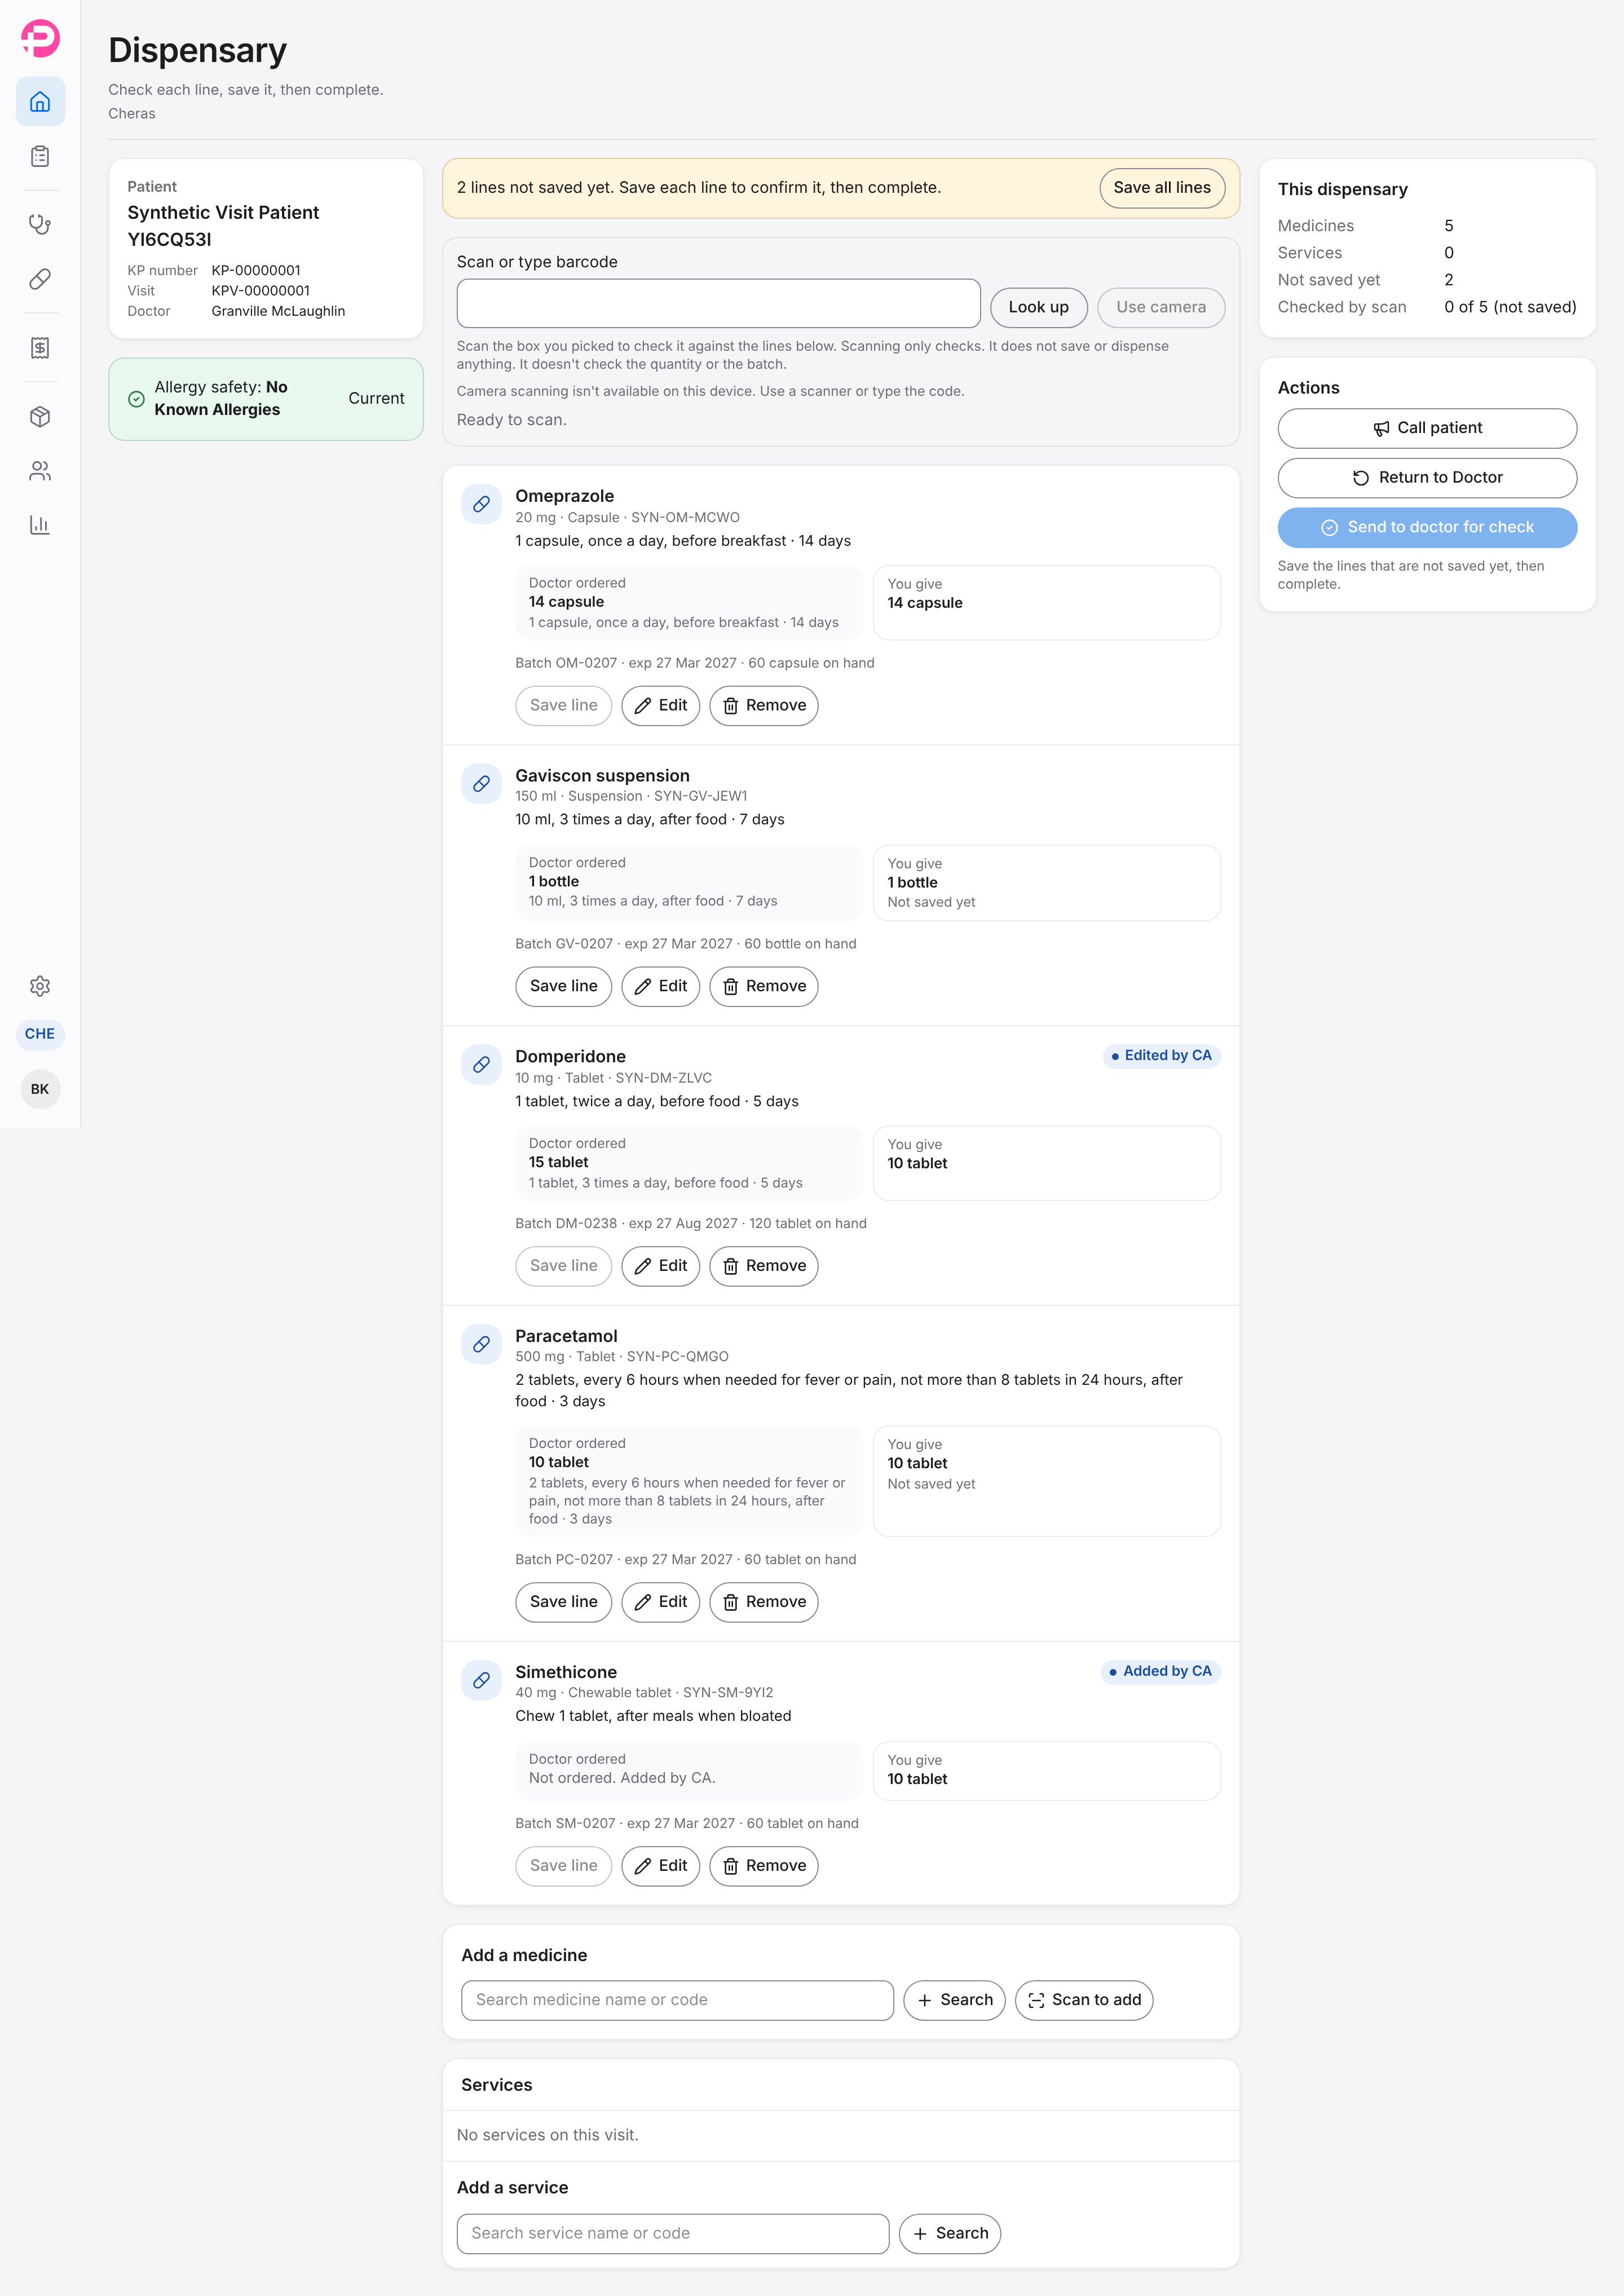 Dispensary
Check each line, save it, then complete.
Cheras
Patient
Synthetic Visit Patient
YI6CQ53I
KP number KP-00000001
Visit KPV-00000001
Doctor Granville McLaughlin
Allergy safety: No
Known Allergies
Current
2 lines not saved yet. Save each line to confirm it, then complete.
Save all lines
Scan or type barcode
Look up
Use camera
Scan the box you picked to check it against the lines below. Scanning only checks. It does not save or dispense
anything. It doesn't check the quantity or the batch.
Camera scanning isn't available on this device. Use a scanner or type the code.
Ready to scan.
Omeprazole
20 mg · Capsule · SYN-OM-MCWO
1 capsule, once a day, before breakfast · 14 days
Doctor ordered
14 capsule
1 capsule, once a day, before breakfast · 14 days
You give
14 capsule
Batch OM-0207 · exp 27 Mar 2027 · 60 capsule on hand
Save line
Edit
Remove
Gaviscon suspension
150 ml · Suspension · SYN-GV-JEW1
10 ml, 3 times a day, after food · 7 days
Doctor ordered
1 bottle
10 ml, 3 times a day, after food · 7 days
You give
1 bottle
Not saved yet
Batch GV-0207 · exp 27 Mar 2027 · 60 bottle on hand
Save line
Edit
Remove
Domperidone
Edited by CA
10 mg · Tablet · SYN-DM-ZLVC
1 tablet, twice a day, before food · 5 days
Doctor ordered
15 tablet
1 tablet, 3 times a day, before food · 5 days
You give
10 tablet
Batch DM-0238 · exp 27 Aug 2027 · 120 tablet on hand
Save line
Edit
Remove
Paracetamol
500 mg · Tablet · SYN-PC-QMGO
2 tablets, every 6 hours when needed for fever or pain, not more than 8 tablets in 24 hours, after
food · 3 days
Doctor ordered
10 tablet
2 tablets, every 6 hours when needed for fever or
pain, not more than 8 tablets in 24 hours, after
food · 3 days
You give
10 tablet
Not saved yet
Batch PC-0207 · exp 27 Mar 2027 · 60 tablet on hand
Save line
Edit
Remove
Simethicone
Added by CA
40 mg · Chewable tablet · SYN-SM-9YI2
Chew 1 tablet, after meals when bloated
Doctor ordered
Not ordered. Added by CA.
You give
10 tablet
Batch SM-0207 · exp 27 Mar 2027 · 60 tablet on hand
Save line
Edit
Remove
Add a medicine
Search medicine name or code
Search
Scan to add
Services
No services on this visit.
Add a service
Search service name or code
Search
This dispensary
Medicines 5
Services 0
Not saved yet 2
Checked by scan 0 of 5 (not saved)
Actions
Call patient
Return to Doctor
Send to doctor for check
Save the lines that are not saved yet, then
complete.
CHE
BK